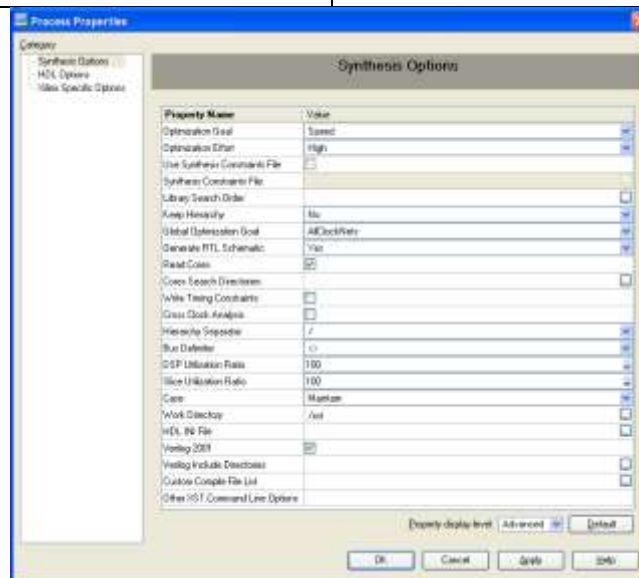 Process Properties
Category
Synthesis Options
HDL Options
Xilinx Specific Options
Synthesis Options
Property Name Value
Optimization Goal Speed
Optimization Effort High
Use Synthesis Constraints File
Synthesis Constraints File
Library Search Order
Keep Hierarchy No
Global Optimization Goal AllClockNets
Generate RTL Schematic Yes
Read Cores
Cores Search Directories
Write Timing Constraints
Cross Clock Analysis
Hierarchy Separator /
Bus Delimiter <>
DSP Utilization Ratio 100
Slice Utilization Ratio 100
Case Maintain
Work Directory ./xst
HDL INI File
Verilog 2001
Verilog Include Directories
Custom Compile File List
Other XST Command Line Options
Property display level: Advanced Default
OK Cancel Apply Help